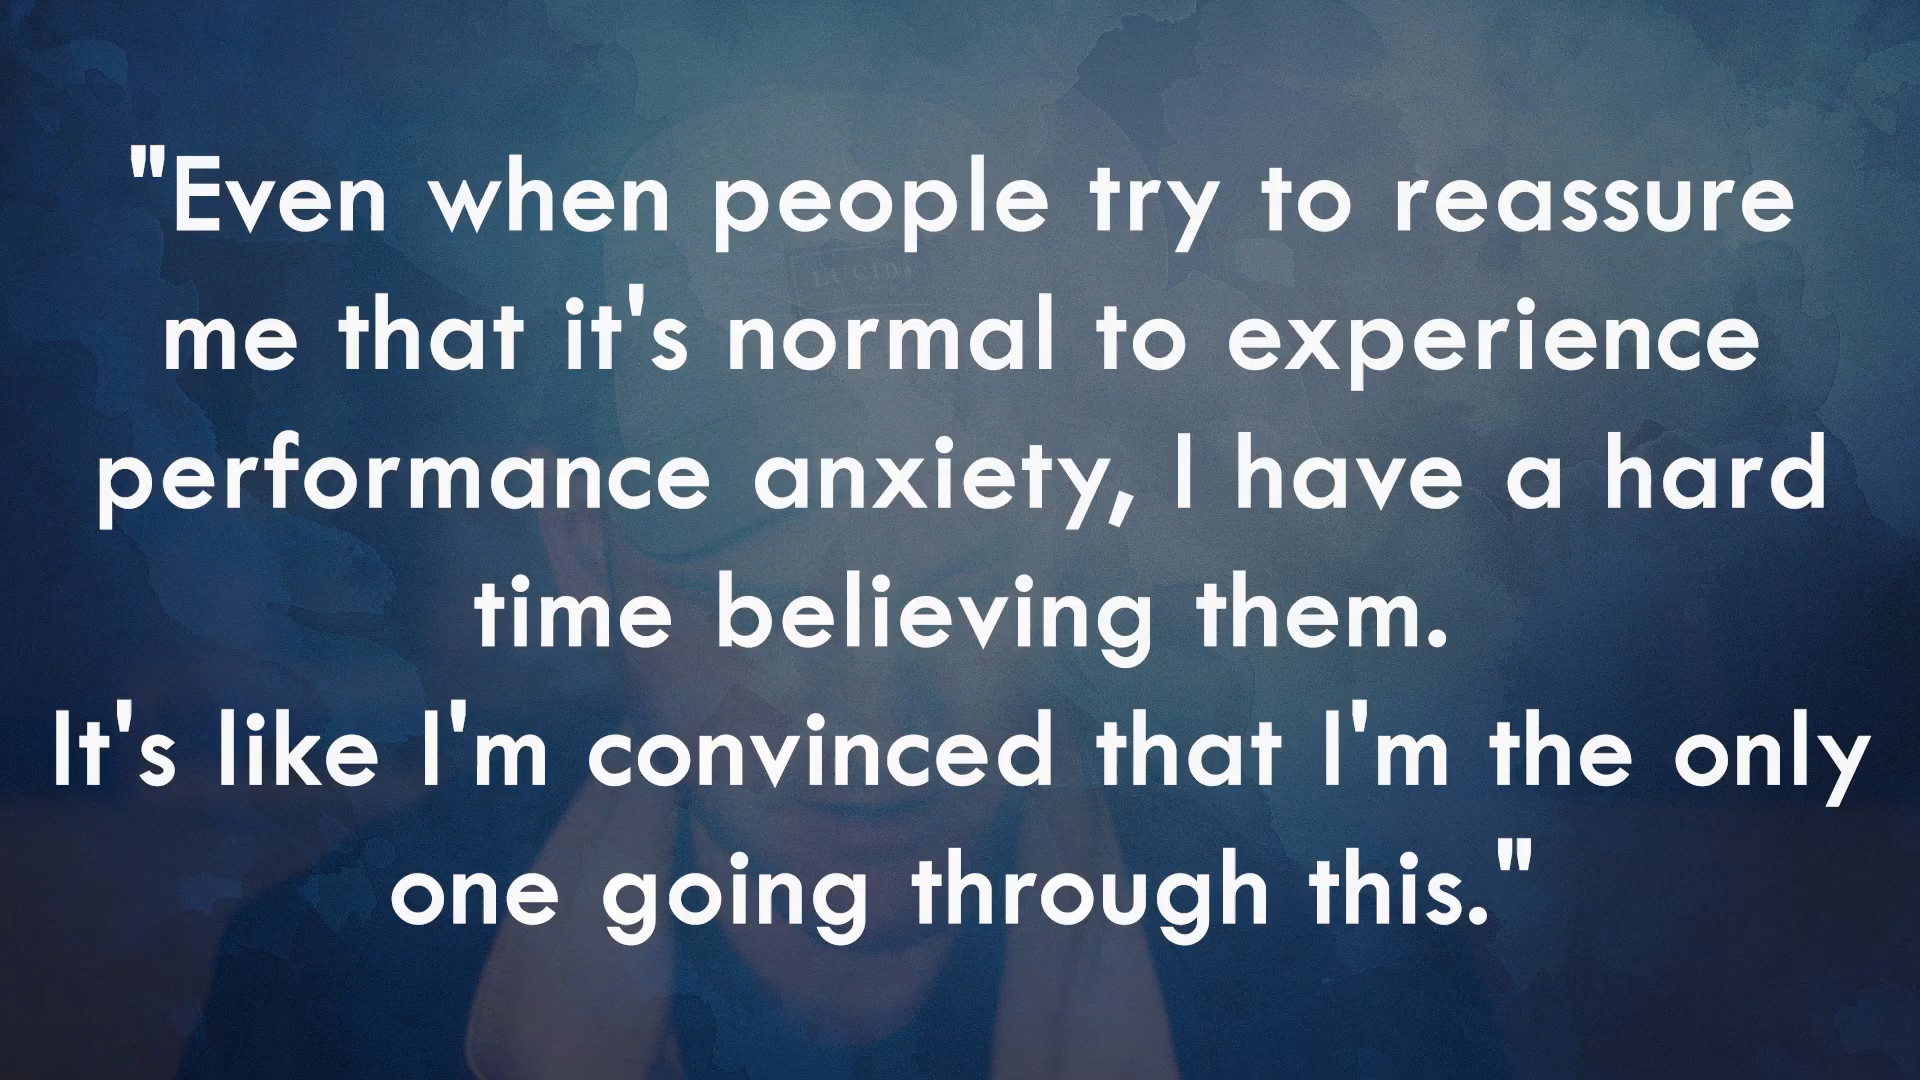 LUCID
"Even when people try to reassure
me that it's normal to experience
performance anxiety, I have a hard
time believing them.
It's like I'm convinced that I'm the only
one going through this."